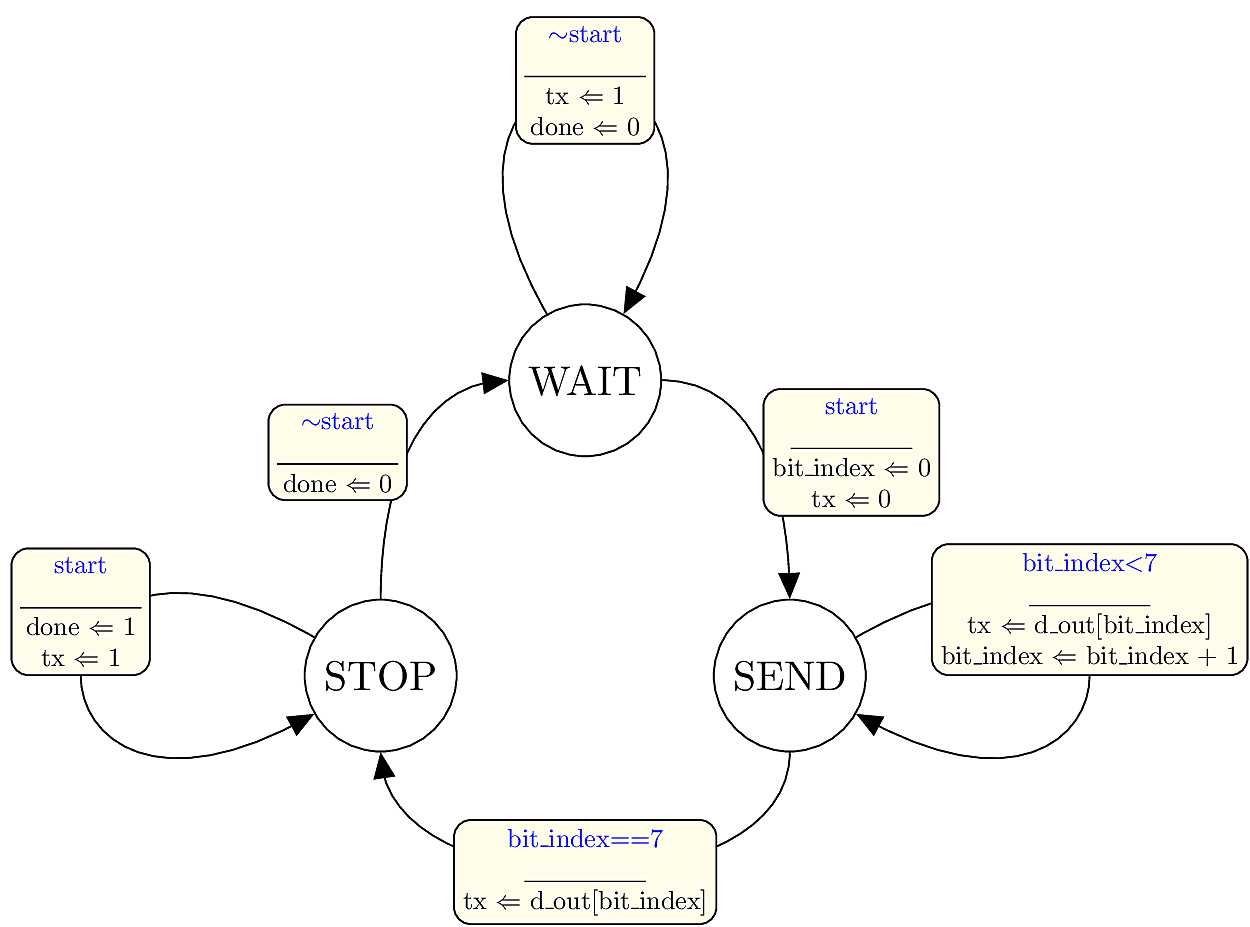 ~start
tx ⇐ 1
done ⇐ 0
WAIT
~start
done ⇐ 0
start
bit_index ⇐ 0
tx ⇐ 0
start
done ⇐ 1
tx ⇐ 1
STOP
SEND
bit_index<7
tx ⇐ d_out[bit_index]
bit_index ⇐ bit_index + 1
bit_index==7
tx ⇐ d_out[bit_index]